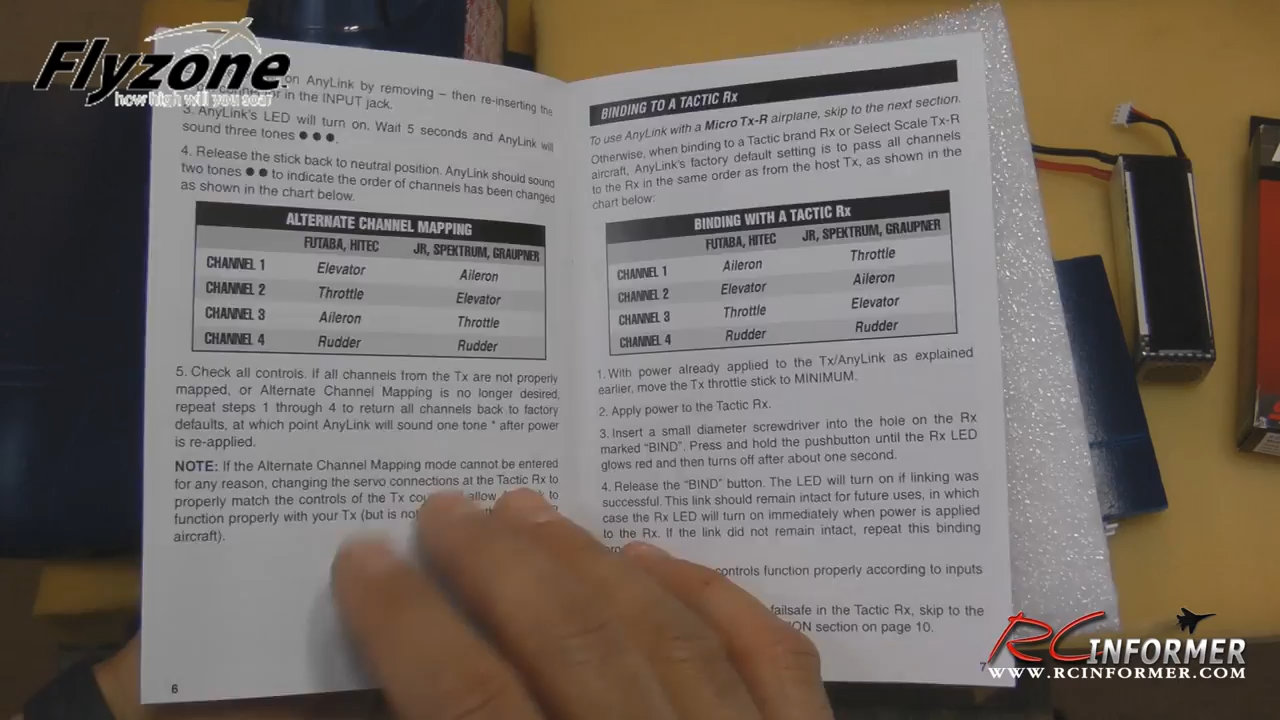 Flyzone
how high will you soar
on AnyLink by removing – then re-inserting the
in the INPUT jack.
3. AnyLink's LED will turn on. Wait 5 seconds and AnyLink will
sound three tones ● ● ●.
4. Release the stick back to neutral position. AnyLink should sound
two tones ● ● to indicate the order of channels has been changed
as shown in the chart below.
ALTERNATE CHANNEL MAPPING
FUTABA, HITEC JR, SPEKTRUM, GRAUPNER
CHANNEL 1 Elevator Aileron
CHANNEL 2 Throttle Elevator
CHANNEL 3 Aileron Throttle
CHANNEL 4 Rudder Rudder
5. Check all controls. If all channels from the Tx are not properly
mapped, or Alternate Channel Mapping is no longer desired,
repeat steps 1 through 4 to return all channels back to factory
defaults, at which point AnyLink will sound one tone * after power
is re-applied.
NOTE: If the Alternate Channel Mapping mode cannot be entered
for any reason, changing the servo connections at the Tactic Rx to
properly match the controls of the Tx allow to
function properly with your Tx (but is not
aircraft).
6
BINDING TO A TACTIC Rx
To use AnyLink with a Micro Tx-R airplane, skip to the next section.
Otherwise, when binding to a Tactic brand Rx or Select Scale Tx-R
aircraft, AnyLink's factory default setting is to pass all channels
to the Rx in the same order as from the host Tx, as shown in the
chart below:
BINDING WITH A TACTIC Rx
FUTABA, HITEC JR, SPEKTRUM, GRAUPNER
CHANNEL 1 Aileron Throttle
CHANNEL 2 Elevator Aileron
CHANNEL 3 Throttle Elevator
CHANNEL 4 Rudder Rudder
1. With power already applied to the Tx/AnyLink as explained
earlier, move the Tx throttle stick to MINIMUM.
2. Apply power to the Tactic Rx.
3. Insert a small diameter screwdriver into the hole on the Rx
marked "BIND". Press and hold the pushbutton until the Rx LED
glows red and then turns off after about one second.
4. Release the "BIND" button. The LED will turn on if linking was
successful. This link should remain intact for future uses, in which
case the Rx LED will turn on immediately when power is applied
to the Rx. If the link did not remain intact, repeat this binding
controls function properly according to inputs
failsafe in the Tactic Rx, skip to the
section on page 10.
7
RC INFORMER
WWW.RCINFORMER.COM